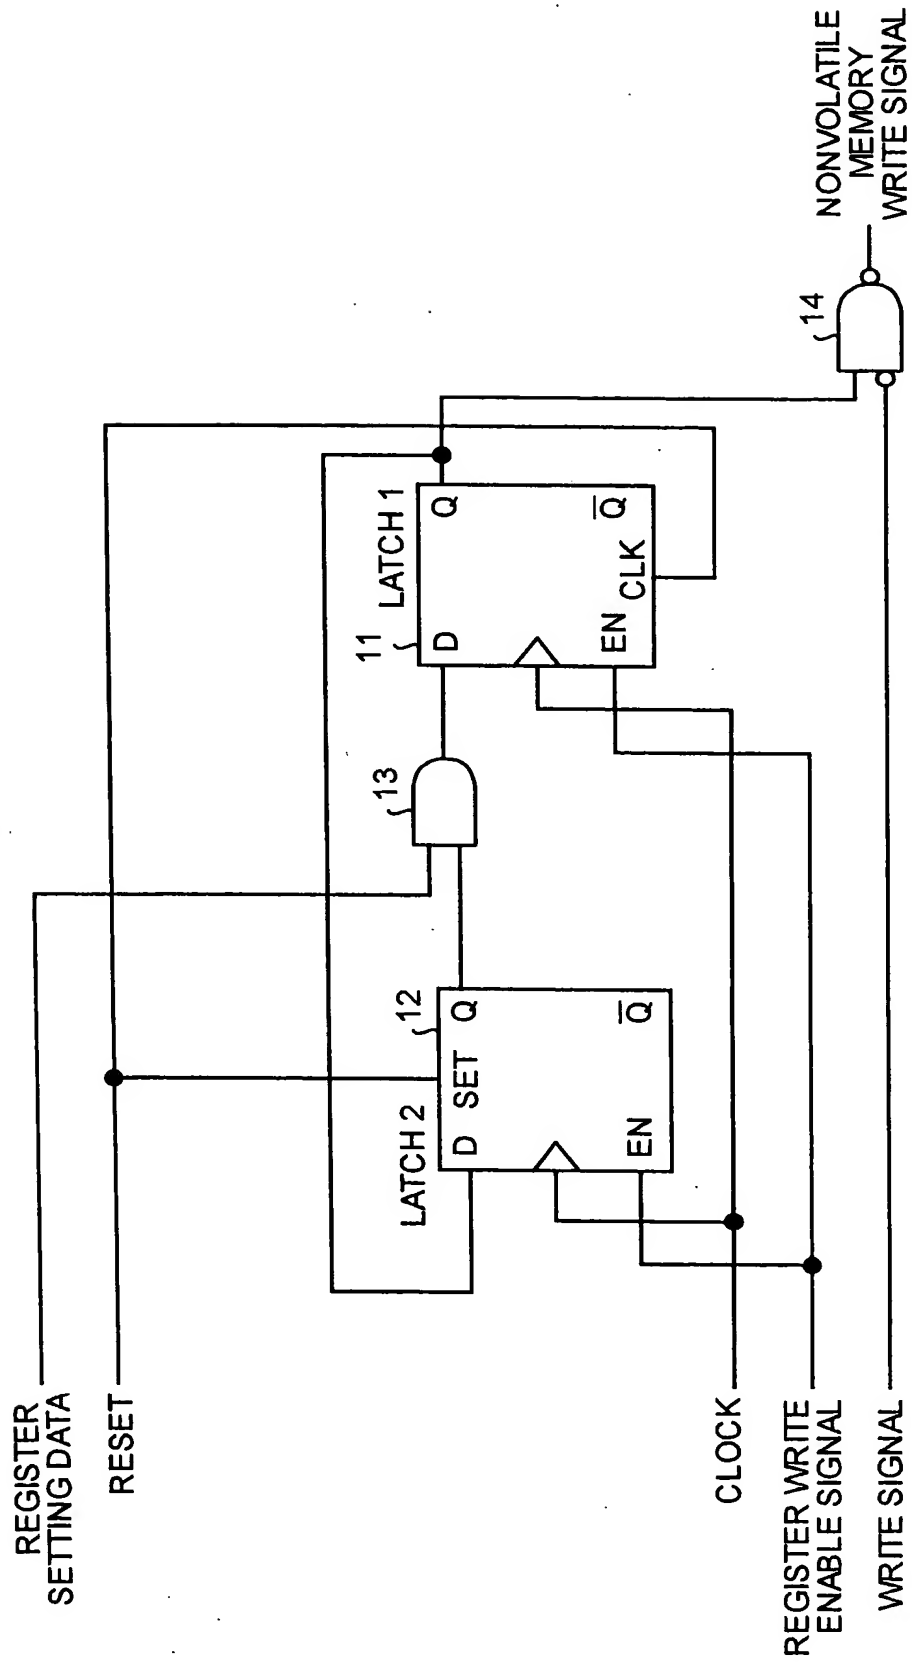 REGISTER
SETTING DATA
RESET
CLOCK
REGISTER WRITE
ENABLE SIGNAL
WRITE SIGNAL
LATCH 2
12
D
SET
Q
EN
Q̅
13
11
LATCH 1
D
Q
EN
CLK
Q̅
14
NONVOLATILE
MEMORY
WRITE SIGNAL